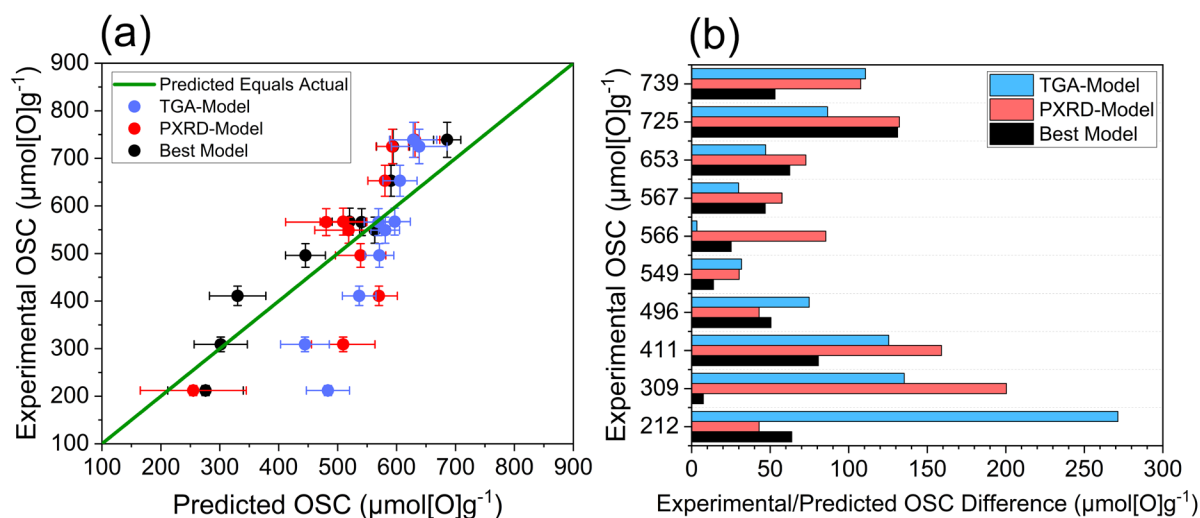 (a)
Experimental OSC (μmol[O]g⁻¹)
900
800
700
600
500
400
300
200
100
Predicted Equals Actual
TGA-Model
PXRD-Model
Best Model
100 200 300 400 500 600 700 800 900
Predicted OSC (μmol[O]g⁻¹)
(b)
Experimental OSC (μmol[O]g⁻¹)
739
725
653
567
566
549
496
411
309
212
TGA-Model
PXRD-Model
Best Model
0 50 100 150 200 250 300
Experimental/Predicted OSC Difference (μmol[O]g⁻¹)